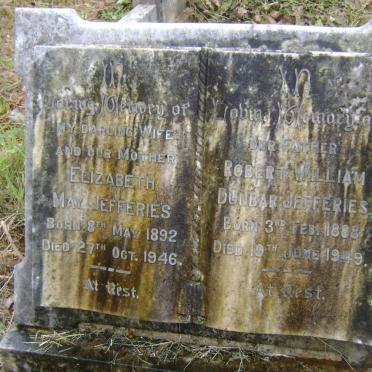 In
Loving Memory of
My Darling Wife
And Our Mother
Elizabeth
May Jefferies
Born 8th May 1892.
Died 27th Oct. 1946.
At Rest.
In
Loving Memory of
Our Father
Robert William
Dunbar Jefferies
Born 3rd Feb. 1888
Died 19th June 1949.
At Rest.